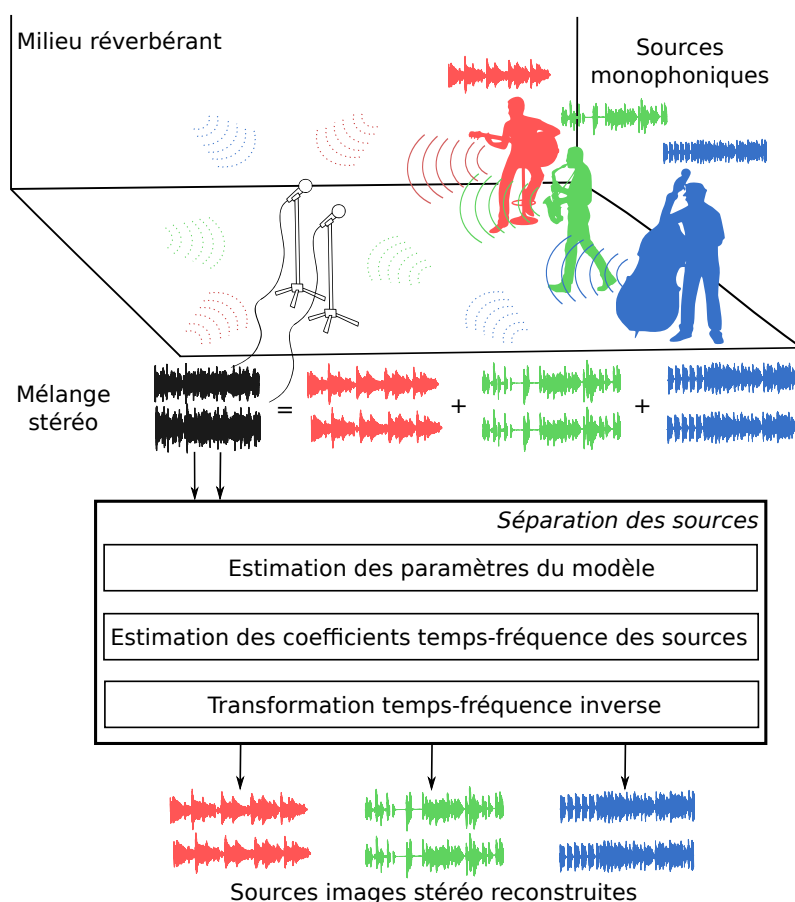 Milieu réverbérant
Sources
monophoniques
Mélange
stéréo
= + +
Séparation des sources
Estimation des paramètres du modèle
Estimation des coefficients temps-fréquence des sources
Transformation temps-fréquence inverse
Sources images stéréo reconstruites